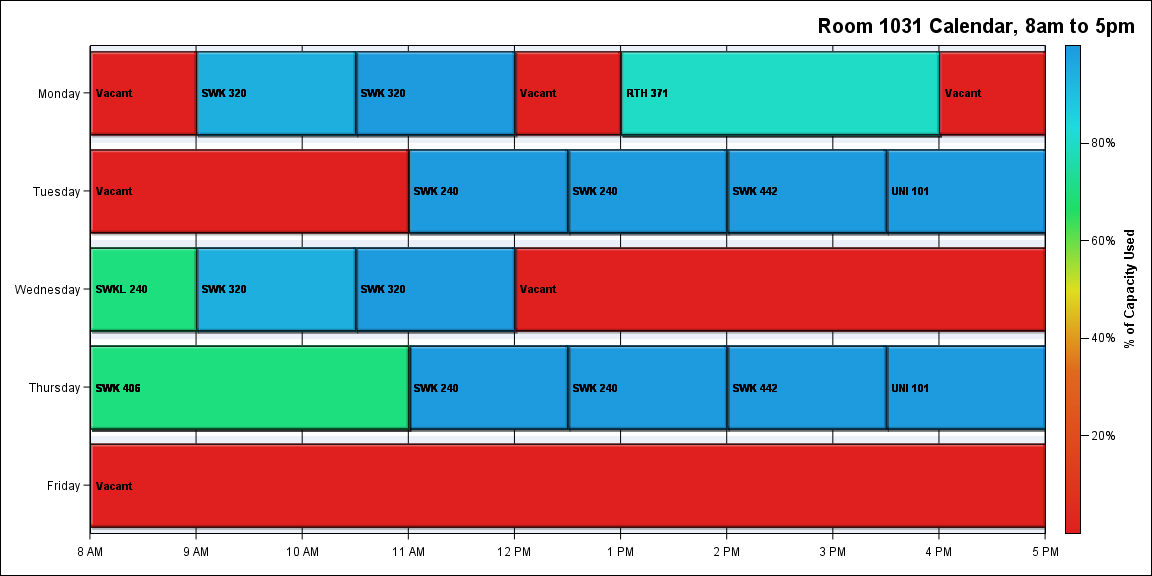 Room 1031 Calendar, 8am to 5pm
Monday
Vacant
SWK 320
SWK 320
Vacant
RTH 371
Vacant
Tuesday
Vacant
SWK 240
SWK 240
SWK 442
UNI 101
Wednesday
SWKL 240
SWK 320
SWK 320
Vacant
Thursday
SWK 406
SWK 240
SWK 240
SWK 442
UNI 101
Friday
Vacant
8 AM
9 AM
10 AM
11 AM
12 PM
1 PM
2 PM
3 PM
4 PM
5 PM
80%
60%
40%
20%
% of Capacity Used